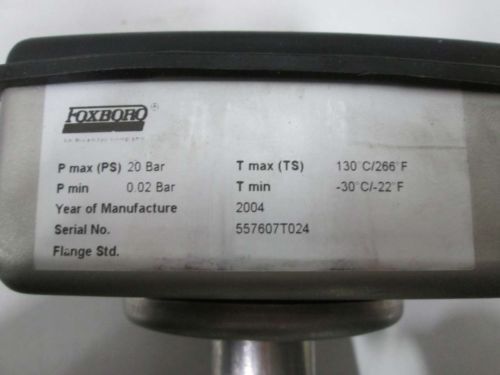 FOXBORO ®
P max (PS) 20 Bar T max (TS) 130°C/266°F
P min 0.02 Bar T min -30°C/-22°F
Year of Manufacture 2004
Serial No. 557607T024
Flange Std.